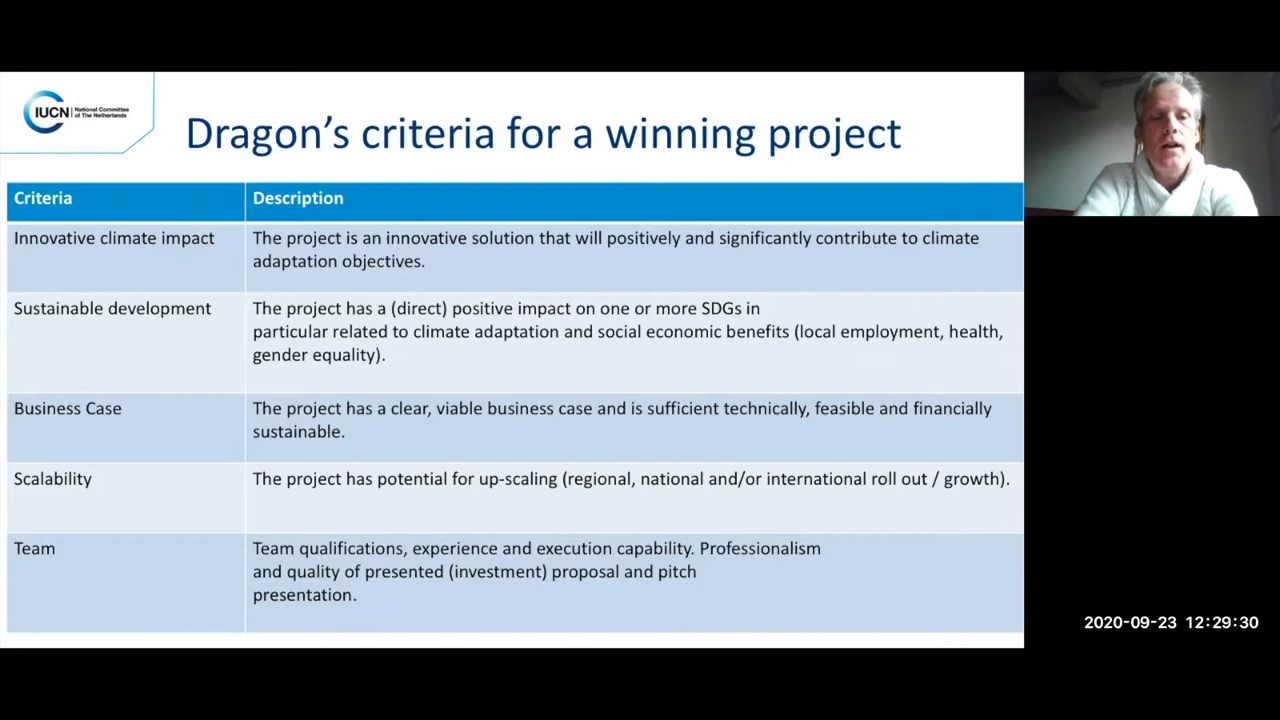 IUCN
National Committee
of The Netherlands
Dragon's criteria for a winning project
Criteria
Description
Innovative climate impact
The project is an innovative solution that will positively and significantly contribute to climate
adaptation objectives.
Sustainable development
The project has a (direct) positive impact on one or more SDGs in
particular related to climate adaptation and social economic benefits (local employment, health,
gender equality).
Business Case
The project has a clear, viable business case and is sufficient technically, feasible and financially
sustainable.
Scalability
The project has potential for up-scaling (regional, national and/or international roll out / growth).
Team
Team qualifications, experience and execution capability. Professionalism
and quality of presented (investment) proposal and pitch
presentation.
2020-09-23 12:29:30